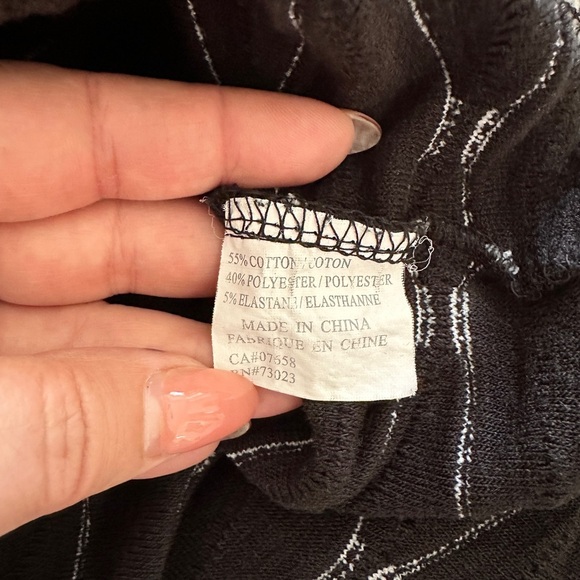 55% COTTON/COTON
40% POLYESTER/POLYESTER
5% ELASTANE/ELASTHANNE
MADE IN CHINA
FABRIQUE EN CHINE
CA#07658
RN#73023